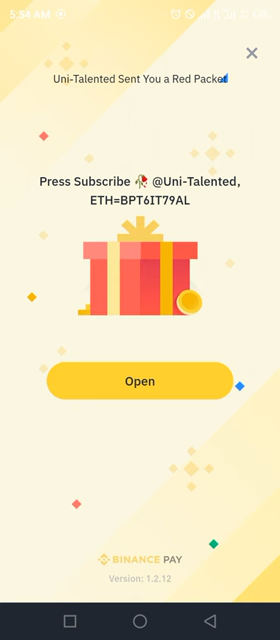 5:54 AM
Uni-Talented Sent You a Red Packet
Press Subscribe 🥀 @Uni-Talented,
ETH=BPT6IT79AL
Open
BINANCE PAY
Version: 1.2.12